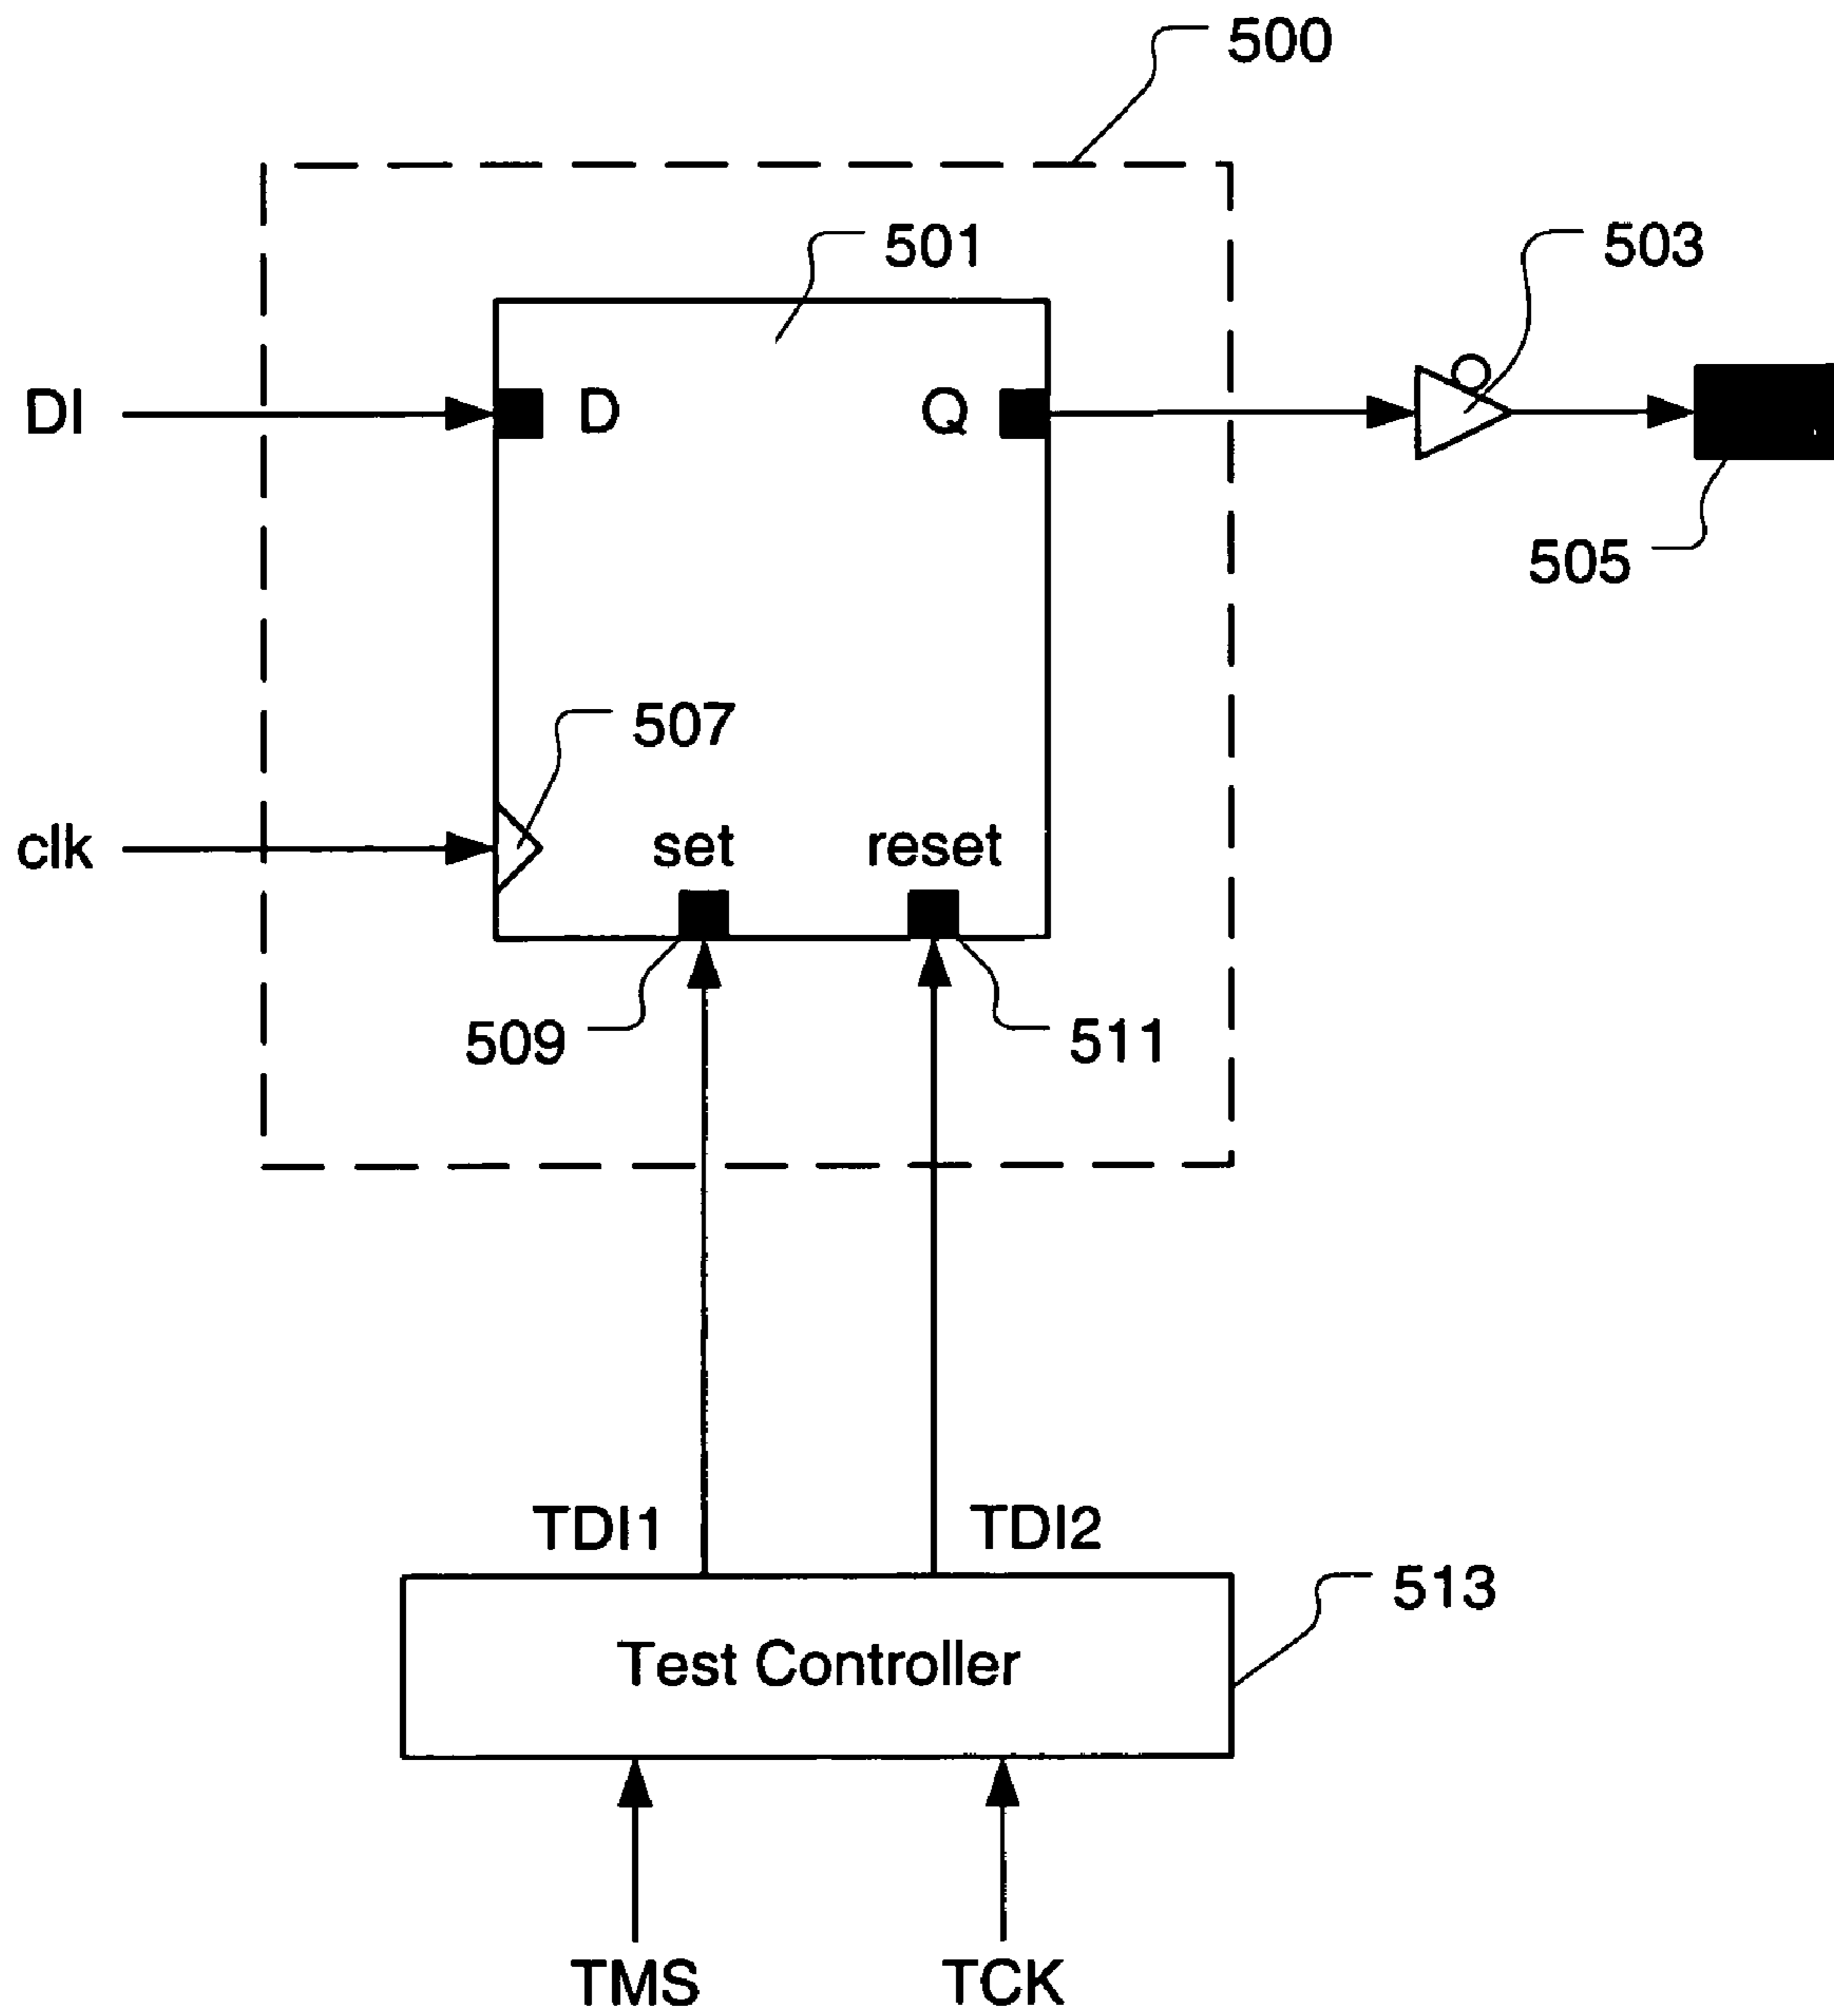 500
501
503
DI
D
Q
505
507
clk
set
reset
509
511
TDI1
TDI2
513
Test Controller
TMS
TCK